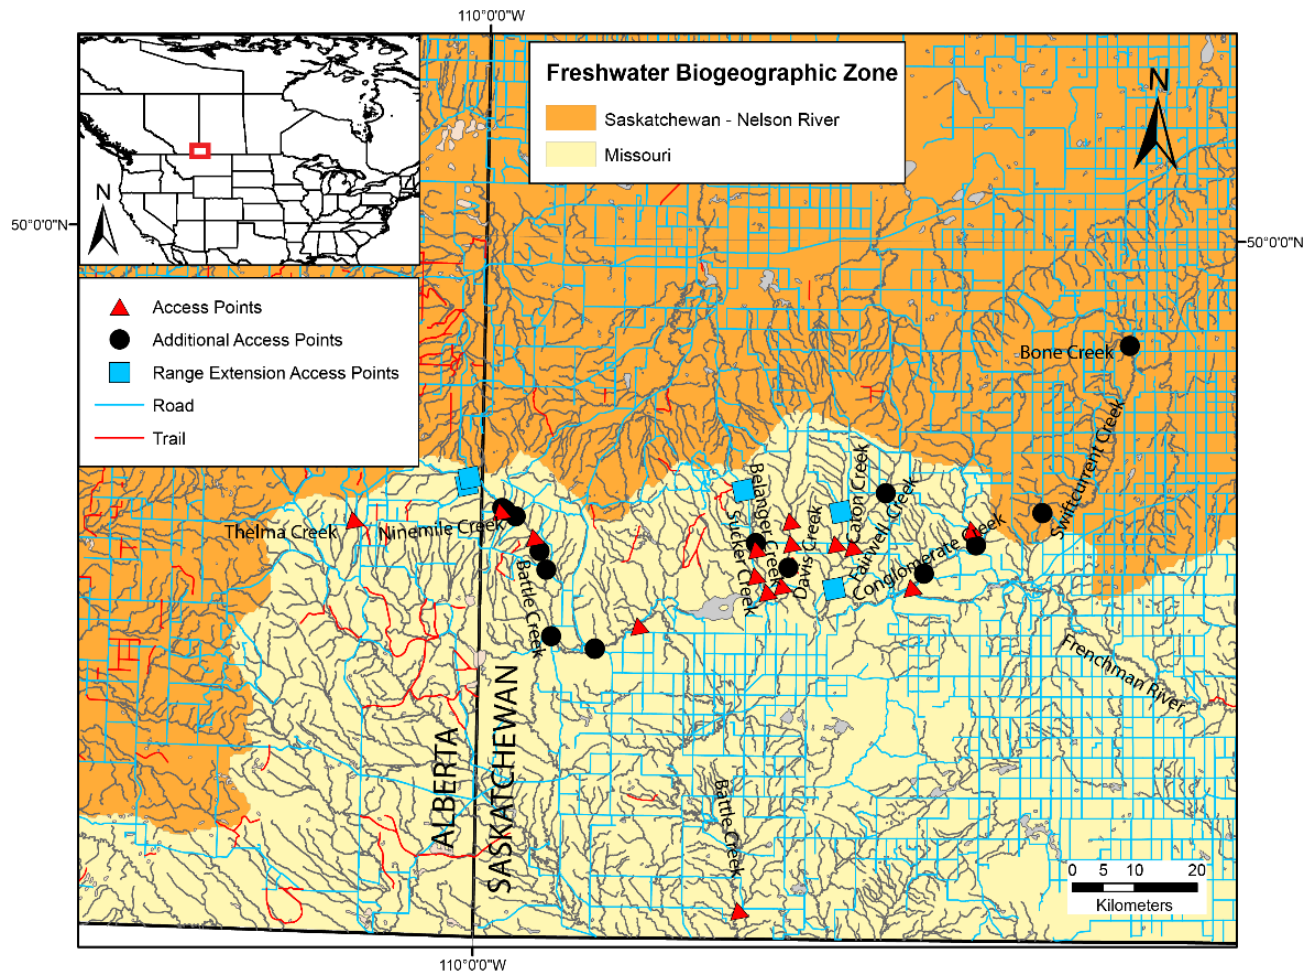 110°0'0"W
N
Freshwater Biogeographic Zone
Saskatchewan - Nelson River
Missouri
N
50°0'0"N
50°0'0"N
Access Points
Additional Access Points
Range Extension Access Points
Road
Trail
Bone Creek
Swiftcurrent Creek
Belanger Creek
Sucker Creek
Davis Creek
Caton Creek
Fairwell Creek
Conglomerate Creek
Thelma Creek
Ninemile Creek
Battle Creek
Frenchman River
ALBERTA
SASKATCHEWAN
Battle Creek
0 5 10 20
Kilometers
110°0'0"W